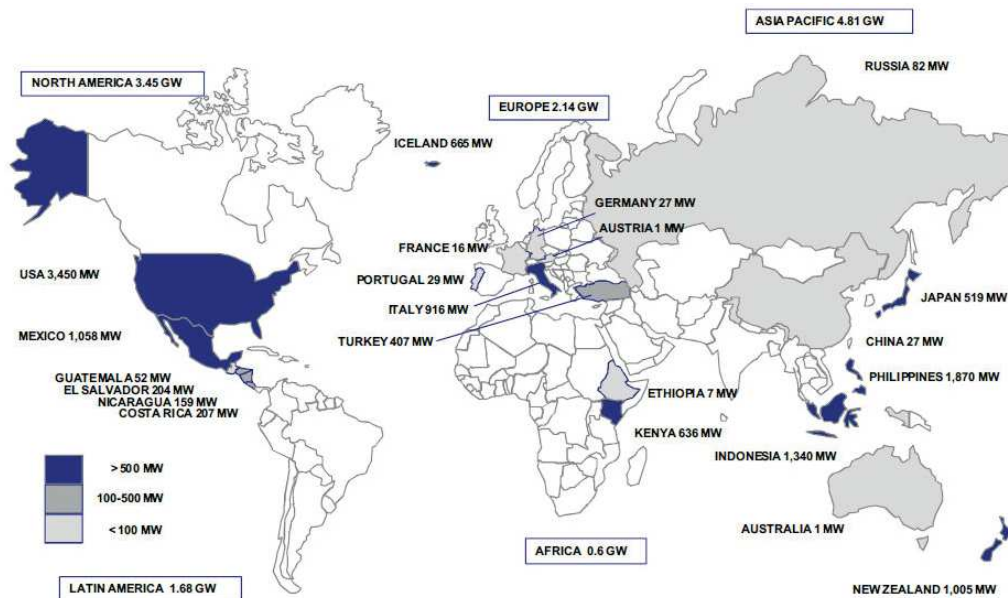 ASIA PACIFIC 4.81 GW
RUSSIA 82 MW
NORTH AMERICA 3.45 GW
EUROPE 2.14 GW
ICELAND 665 MW
GERMANY 27 MW
AUSTRIA 1 MW
FRANCE 16 MW
USA 3,450 MW
PORTUGAL 29 MW
JAPAN 519 MW
ITALY 916 MW
MEXICO 1,058 MW
TURKEY 407 MW
CHINA 27 MW
GUATEMALA 52 MW
EL SALVADOR 204 MW
NICARAGUA 159 MW
COSTA RICA 207 MW
PHILIPPINES 1,870 MW
ETHIOPIA 7 MW
KENYA 636 MW
INDONESIA 1,340 MW
>500 MW
100-500 MW
<100 MW
AUSTRALIA 1 MW
AFRICA 0.6 GW
LATIN AMERICA 1.68 GW
NEW ZEALAND 1,005 MW